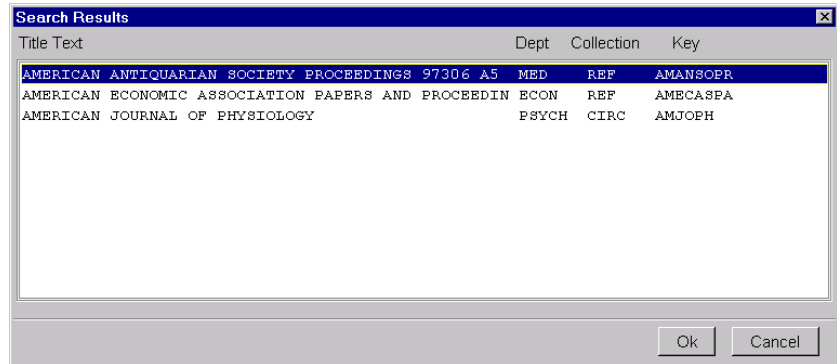 Search Results
Title Text Dept Collection Key
AMERICAN ANTIQUARIAN SOCIETY PROCEEDINGS 97306 A5 MED REF AMANSOPR
AMERICAN ECONOMIC ASSOCIATION PAPERS AND PROCEEDIN ECON REF AMECASPA
AMERICAN JOURNAL OF PHYSIOLOGY PSYCH CIRC AMJOPH
Ok Cancel